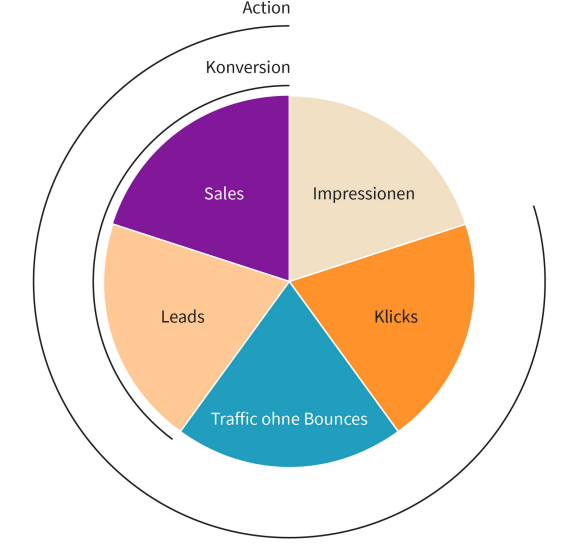 Action
Konversion
Sales
Impressionen
Leads
Klicks
Traffic ohne Bounces